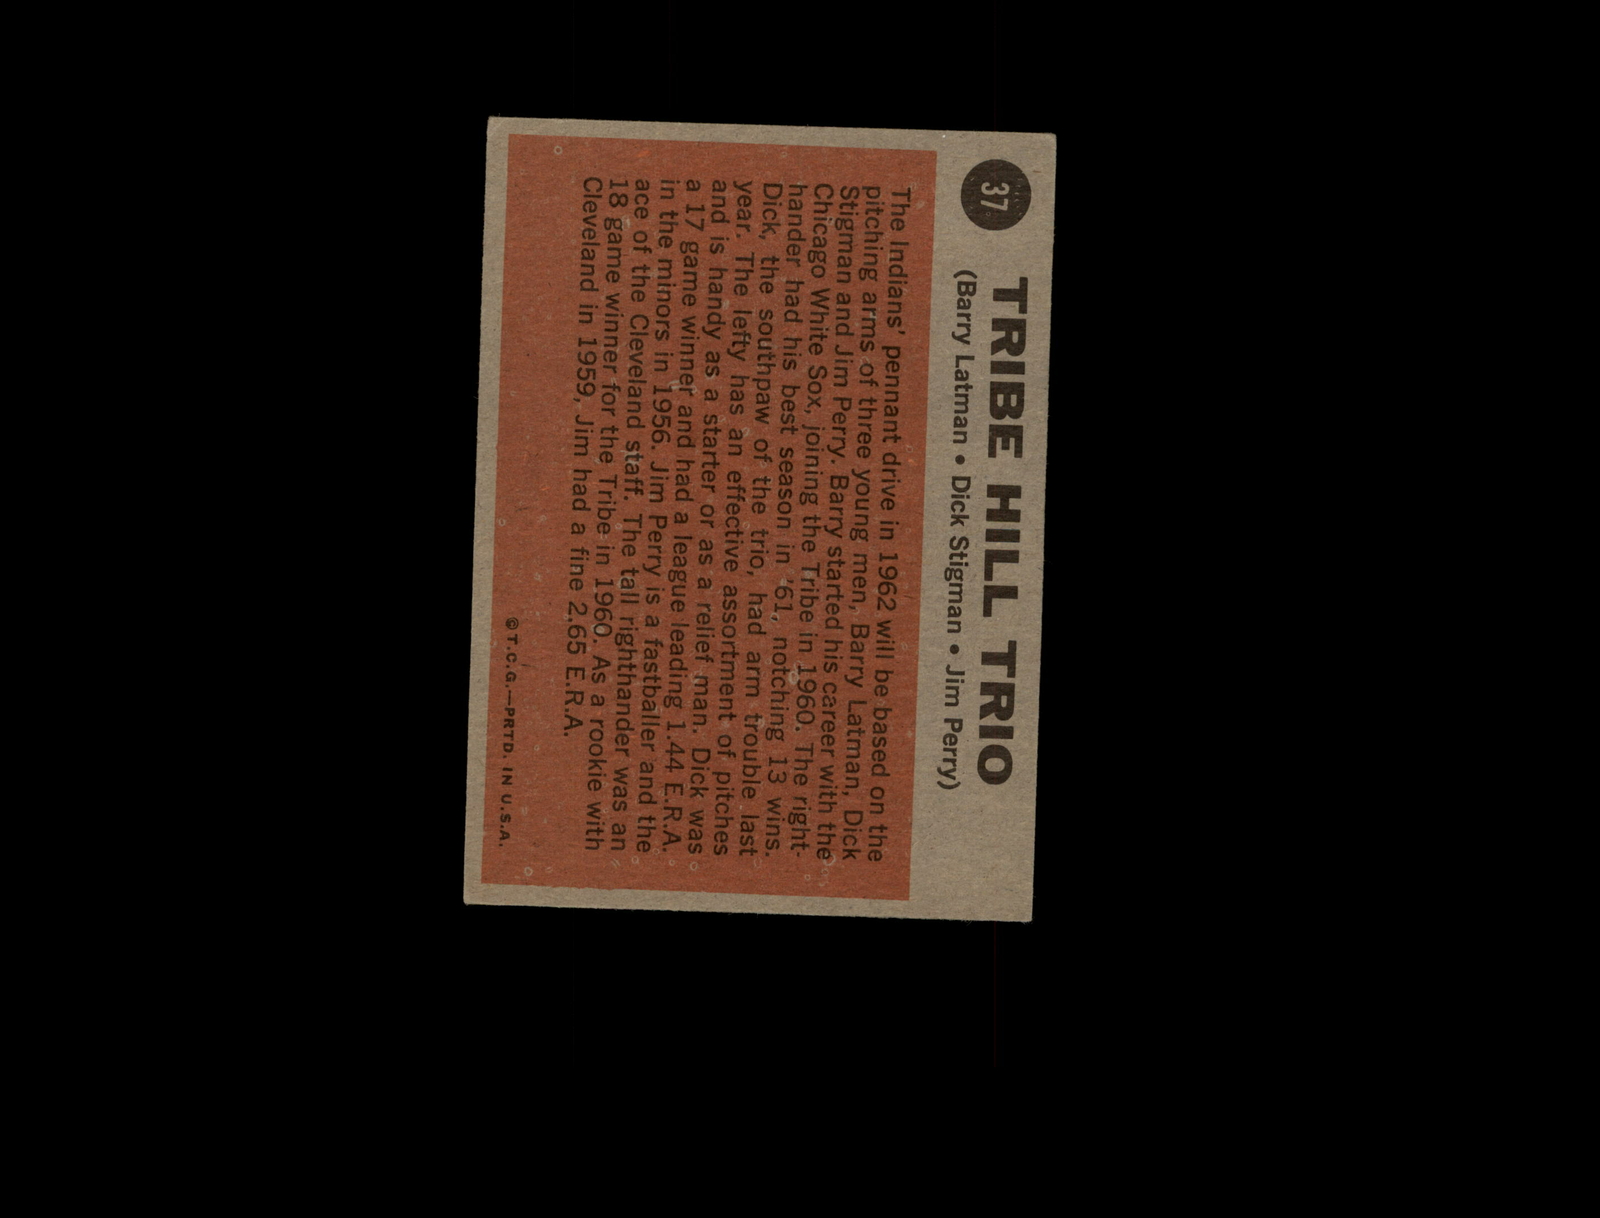 37
TRIBE HILL TRIO
(Barry Latman • Dick Stigman • Jim Perry)
The Indians' pennant drive in 1962 will be based on the
pitching arms of three young men, Barry Latman, Dick
Stigman and Jim Perry. Barry started his career with the
Chicago White Sox, joining the Tribe in 1960. The right-
hander had his best season in '61, notching 13 wins.
Dick, the southpaw of the trio, had arm trouble last
year. The lefty has an effective assortment of pitches
and is handy as a starter or as a relief man. Dick was
a 17 game winner and had a league leading 1.44 E.R.A.
in the minors in 1956. Jim Perry is a fastballer and the
ace of the Cleveland staff. The tall righthander was an
18 game winner for the Tribe in 1960. As a rookie with
Cleveland in 1959, Jim had a fine 2.65 E.R.A.
©T.C.G.—PRTD. IN U.S.A.